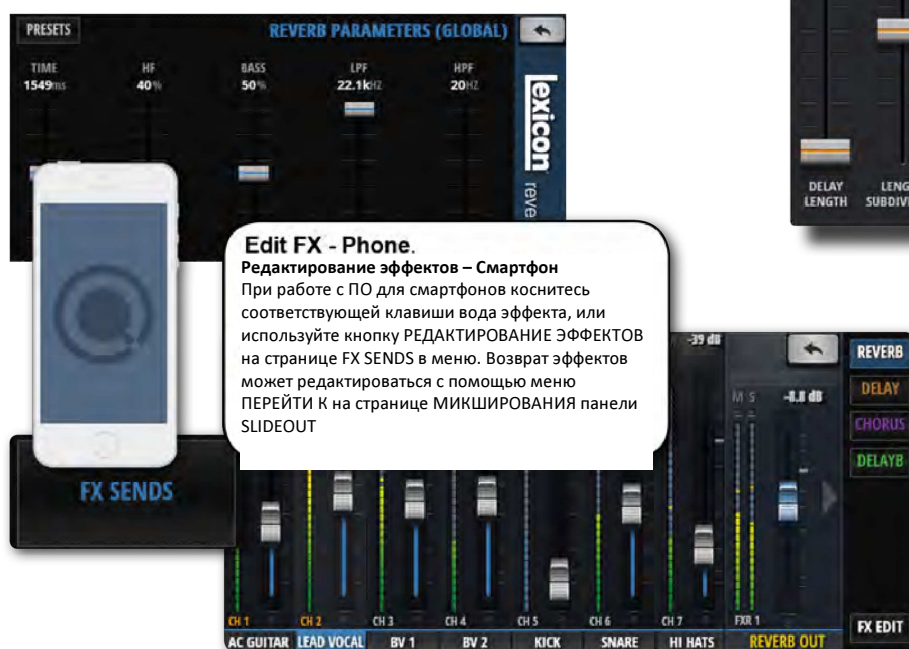 PRESETS REVERB PARAMETERS (GLOBAL)
TIME HF BASS LPF HPF
1549ms 40% 50% 22.1kHZ 20HZ
lexicon
DELAY
LENGTH
Edit FX - Phone.
Редактирование эффектов – Смартфон
При работе с ПО для смартфонов коснитесь
соответствующей клавиши вода эффекта, или
используйте кнопку РЕДАКТИРОВАНИЕ ЭФФЕКТОВ
на странице FX SENDS в меню. Возврат эффектов
может редактироваться с помощью меню
ПЕРЕЙТИ К на странице МИКШИРОВАНИЯ панели
SLIDEOUT
FX SENDS
-39 dB
M S -8.8 dB
REVERB
DELAY
CHORUS
DELAYB
CH 1 CH 2 CH 3 CH 4 CH 5 CH 6 CH 7 FXR 1
AC GUITAR LEAD VOCAL BV 1 BV 2 KICK SNARE HI HATS REVERB OUT
FX EDIT